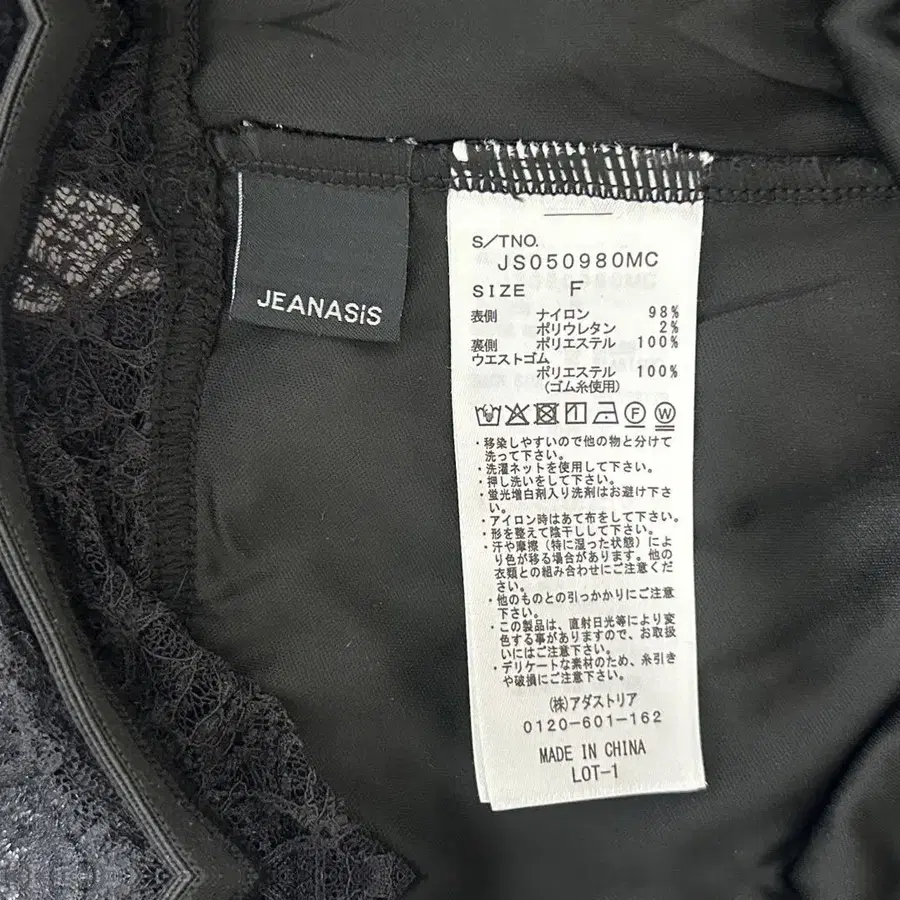 JEANASIS
S/TNO.
JS050980MC
SIZE F
表側 ナイロン 98%
ポリウレタン 2%
裏側 ポリエステル 100%
ウエストゴム
ポリエステル 100%
(ゴム糸使用)
F W
・移染しやすいので他の物と分けて
洗って下さい。
・洗濯ネットを使用して下さい。
・押し洗いをして下さい。
・蛍光増白剤入り洗剤はお避け下さ
い。
・アイロン時はあて布をして下さい。
・形を整えて陰干しして下さい。
・汗や摩擦（特に湿った状態）によ
り色が移る場合があります。他の
衣類との組み合わせにご注意くだ
さい。
・他のものとの引っかかりにご注意
下さい。
・この製品は、直射日光等により変
色する事がありますので、お取扱
いにはご注意下さい。
・デリケートな素材のため、糸引き
や破損にご注意下さい。
(株)アダストリア
0120-601-162
MADE IN CHINA
LOT-1